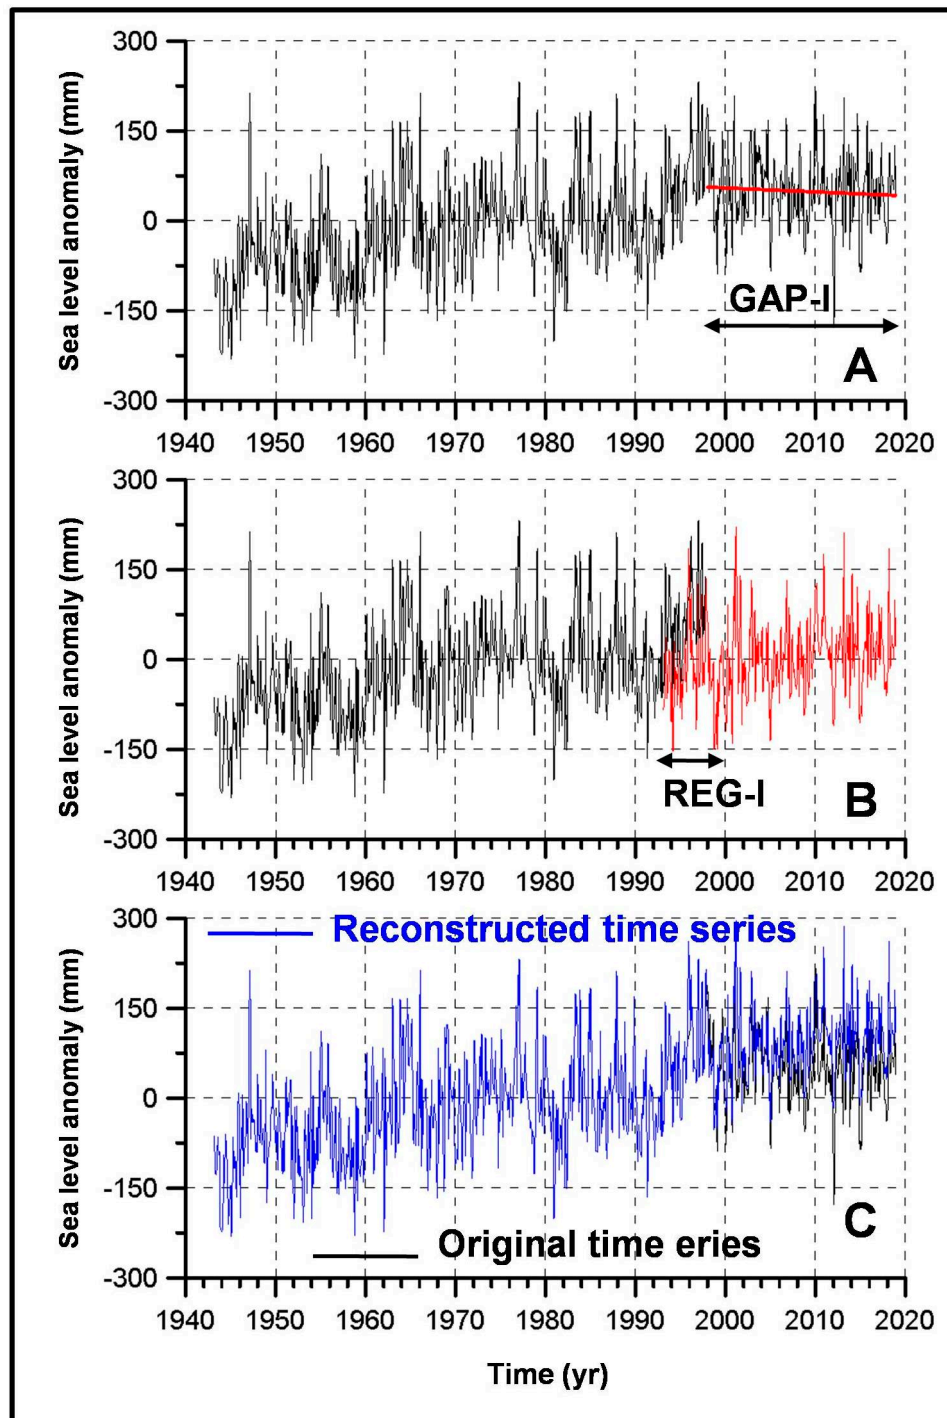 300
150
0
-150
-300
Sea level anomaly (mm)
GAP-I
A
1940 1950 1960 1970 1980 1990 2000 2010 2020
300
150
0
-150
-300
Sea level anomaly (mm)
REG-I
B
1940 1950 1960 1970 1980 1990 2000 2010 2020
300
150
0
-150
-300
Sea level anomaly (mm)
Reconstructed time series
C
Original time eries
1940 1950 1960 1970 1980 1990 2000 2010 2020
Time (yr)